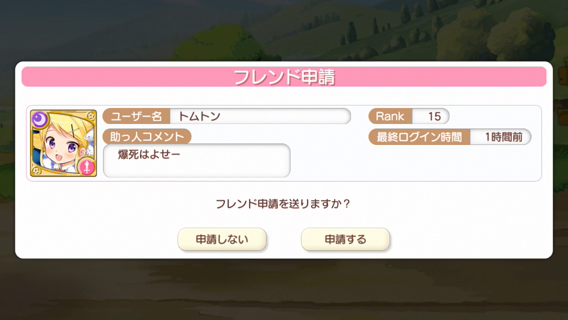 フレンド申請
ユーザー名 トムトン Rank 15
助っ人コメント 最終ログイン時間 1時間前
爆死はよせー
フレンド申請を送りますか？
申請しない 申請する